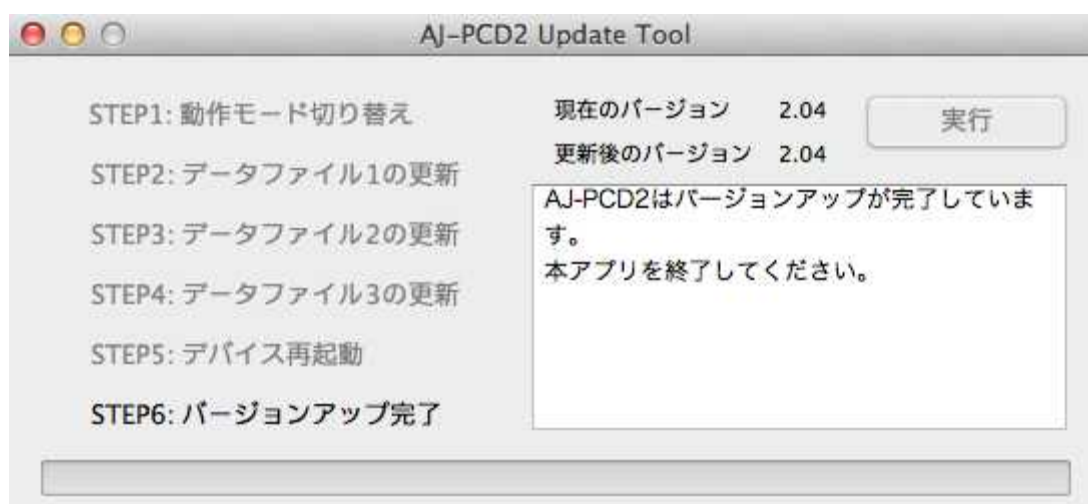 AJ-PCD2 Update Tool
STEP1: 動作モード切り替え
STEP2: データファイル1の更新
STEP3: データファイル2の更新
STEP4: データファイル3の更新
STEP5: デバイス再起動
STEP6: バージョンアップ完了
現在のバージョン 2.04
更新後のバージョン 2.04
実行
AJ-PCD2はバージョンアップが完了していま
す。
本アプリを終了してください。